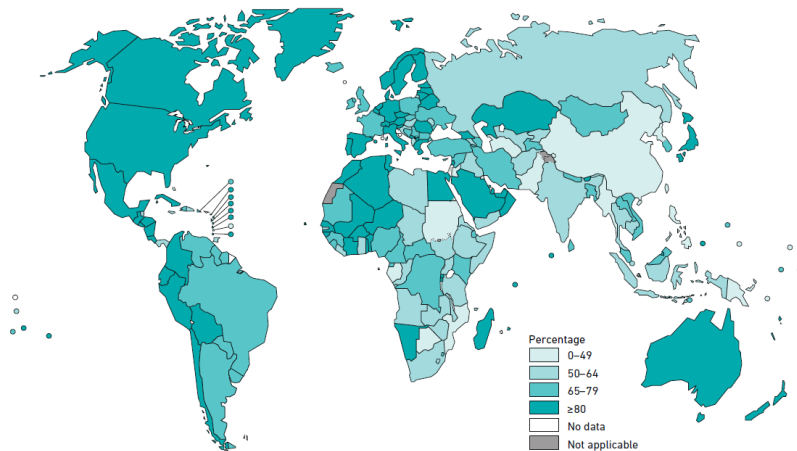 Percentage
0–49
50–64
65–79
≥80
No data
Not applicable